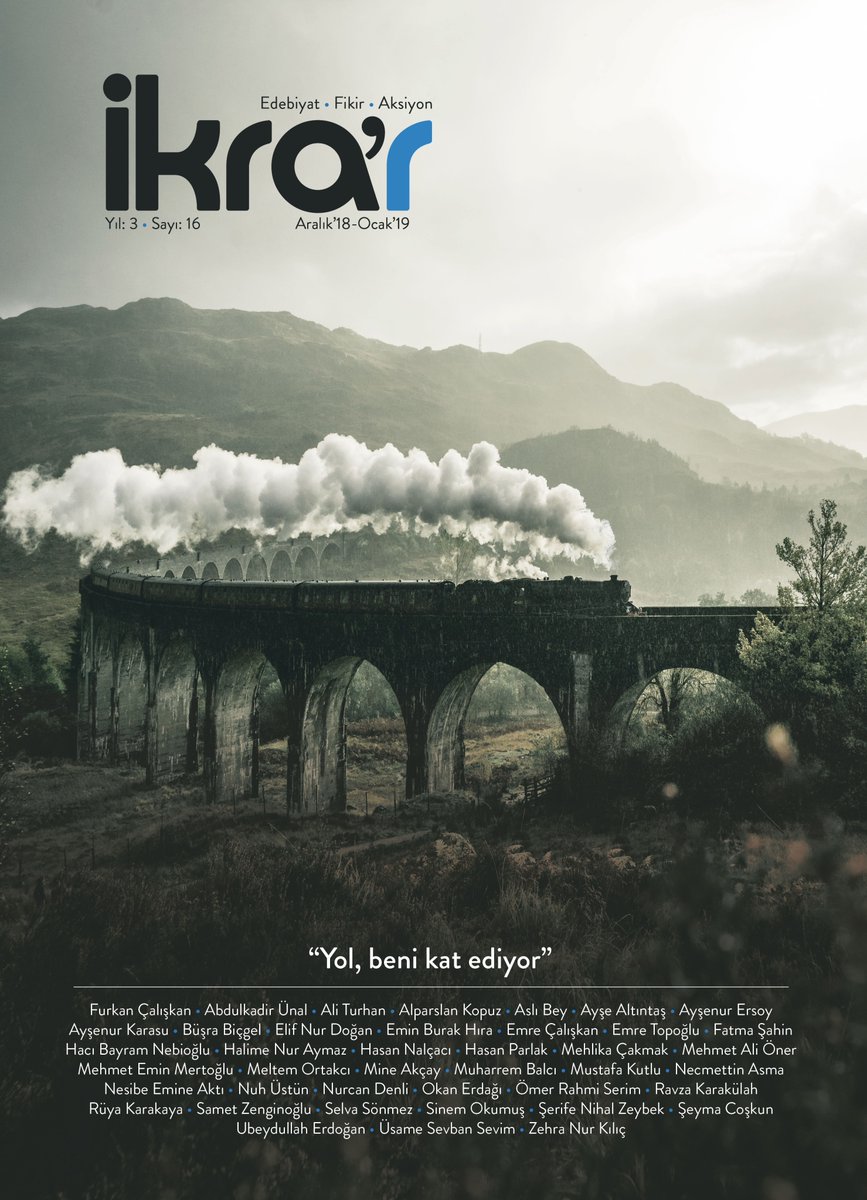 Edebiyat • Fikir • Aksiyon
ikra'r
Yıl: 3 • Sayı: 16 Aralık'18-Ocak'19
“Yol, beni kat ediyor”
Furkan Çalışkan • Abdulkadir Ünal • Ali Turhan • Alparslan Kopuz • Aslı Bey • Ayşe Altıntaş • Ayşenur Ersoy
Ayşenur Karasu • Büşra Biçgel • Elif Nur Doğan • Emin Burak Hıra • Emre Çalışkan • Emre Topoğlu • Fatma Şahin
Hacı Bayram Nebioğlu • Halime Nur Aymaz • Hasan Nalçacı • Hasan Parlak • Mehlika Çakmak • Mehmet Ali Öner
Mehmet Emin Mertoğlu • Meltem Ortakcı • Mine Akçay • Muharrem Balcı • Mustafa Kutlu • Necmettin Asma
Nesibe Emine Aktı • Nuh Üstün • Nurcan Denli • Okan Erdağı • Ömer Rahmi Serim • Ravza Karakülah
Rüya Karakaya • Samet Zenginoğlu • Selva Sönmez • Sinem Okumuş • Şerife Nihal Zeybek • Şeyma Coşkun
Ubeydullah Erdoğan • Üsame Sevban Sevim • Zehra Nur Kılıç